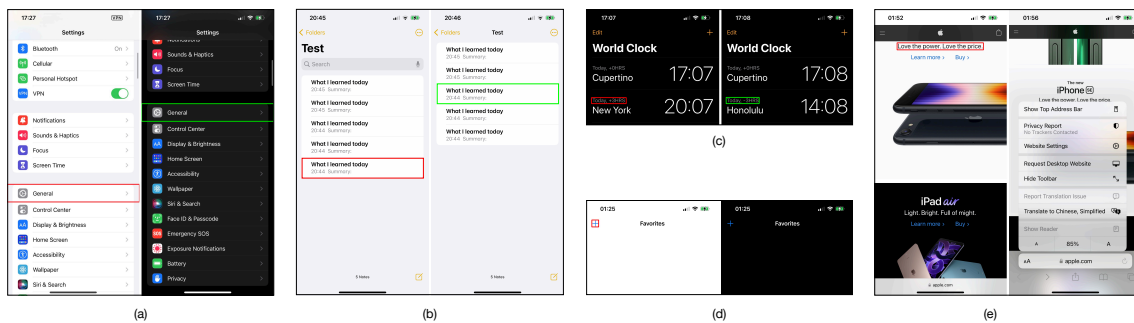 17:27
VPN
Settings
Bluetooth
On
Cellular
Personal Hotspot
VPN
Notifications
Sounds & Haptics
Focus
Screen Time
General
Control Center
Display & Brightness
Home Screen
Accessibility
Wallpaper
Siri & Search
17:27
Settings
Sounds & Haptics
Focus
Screen Time
General
Control Center
Display & Brightness
Home Screen
Accessibility
Wallpaper
Siri & Search
Face ID & Passcode
Emergency SOS
Exposure Notifications
Battery
Privacy
(a)
20:45
Folders
Test
Search
What I learned today
20:45 Summary:
What I learned today
20:45 Summary:
What I learned today
20:44 Summary:
What I learned today
20:44 Summary:
What I learned today
20:44 Summary:
5 Notes
20:46
Folders
Test
What I learned today
20:45 Summary:
What I learned today
20:45 Summary:
What I learned today
20:44 Summary:
What I learned today
20:44 Summary:
What I learned today
20:44 Summary:
5 Notes
(b)
17:07
Edit
World Clock
Today, +0HRS
Cupertino
17:07
Today, +3HRS
New York
20:07
17:08
Edit
World Clock
Today, +0HRS
Cupertino
17:08
Today, -3HRS
Honolulu
14:08
(c)
01:25
Favorites
01:25
Favorites
(d)
01:52
Love the power. Love the price.
Learn more >
Buy >
iPad air
Light. Bright. Full of might.
Learn more >
Buy >
apple.com
01:56
The new
iPhone SE
Love the power. Love the price.
Show Top Address Bar
Privacy Report
No Trackers Contacted
Website Settings
Request Desktop Website
Hide Toolbar
Report Translation Issue
Translate to Chinese, Simplified
Show Reader
A
85%
A
AA
apple.com
(e)